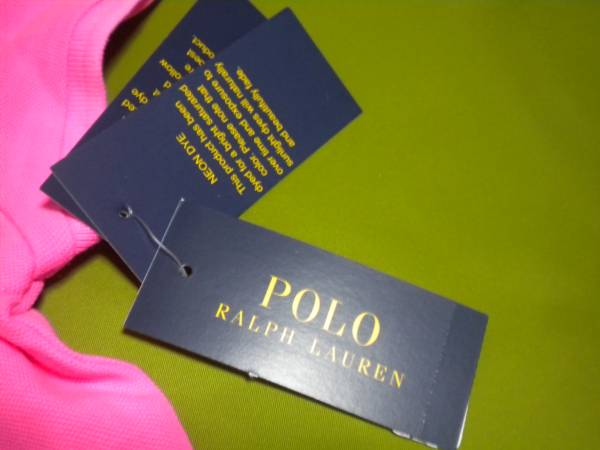 POLO
RALPH LAUREN
NEON DYE
This product has been
dyed for a bright saturated
color. Please note that
over time and exposure to
sunlight dyes will naturally
and beautifully fade.